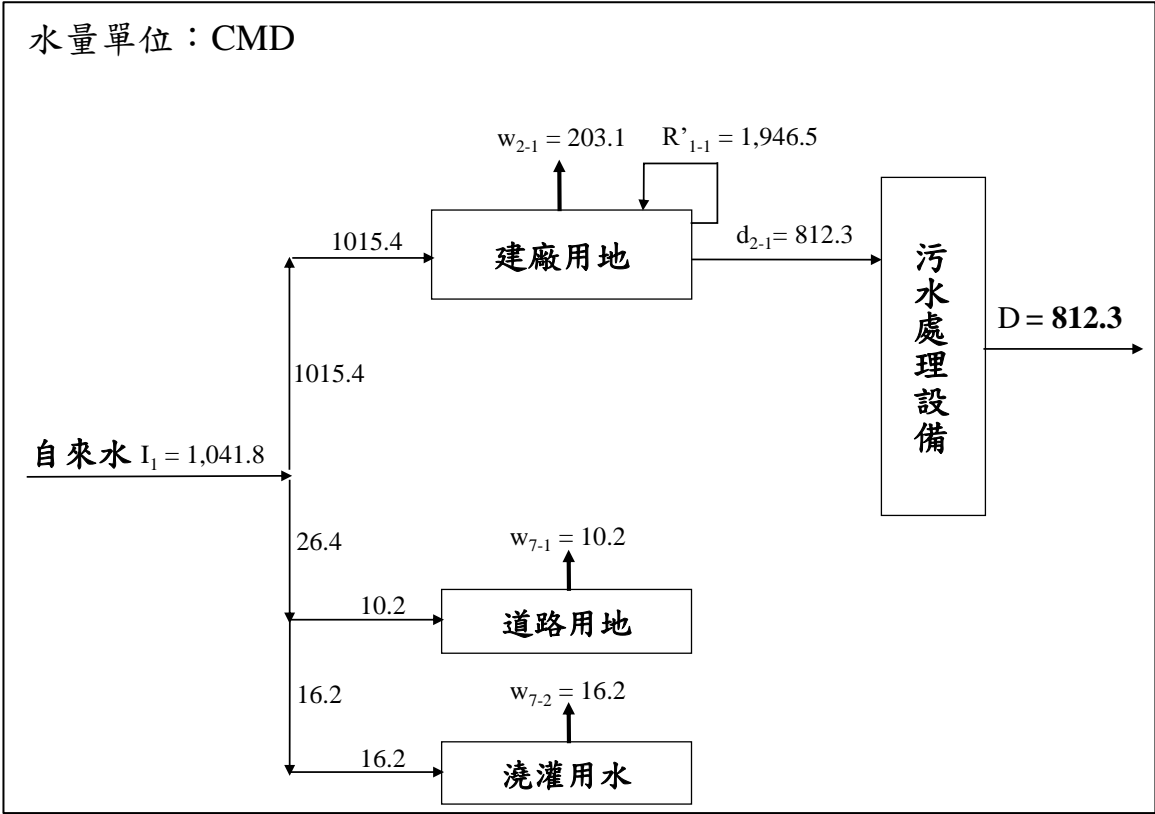 水量單位：CMD
w2-1 = 203.1
R’1-1 = 1,946.5
1015.4
建廠用地
d2-1= 812.3
污水處理設備
D = 812.3
1015.4
自來水 I1 = 1,041.8
26.4
w7-1 = 10.2
10.2
道路用地
16.2
w7-2 = 16.2
16.2
澆灌用水